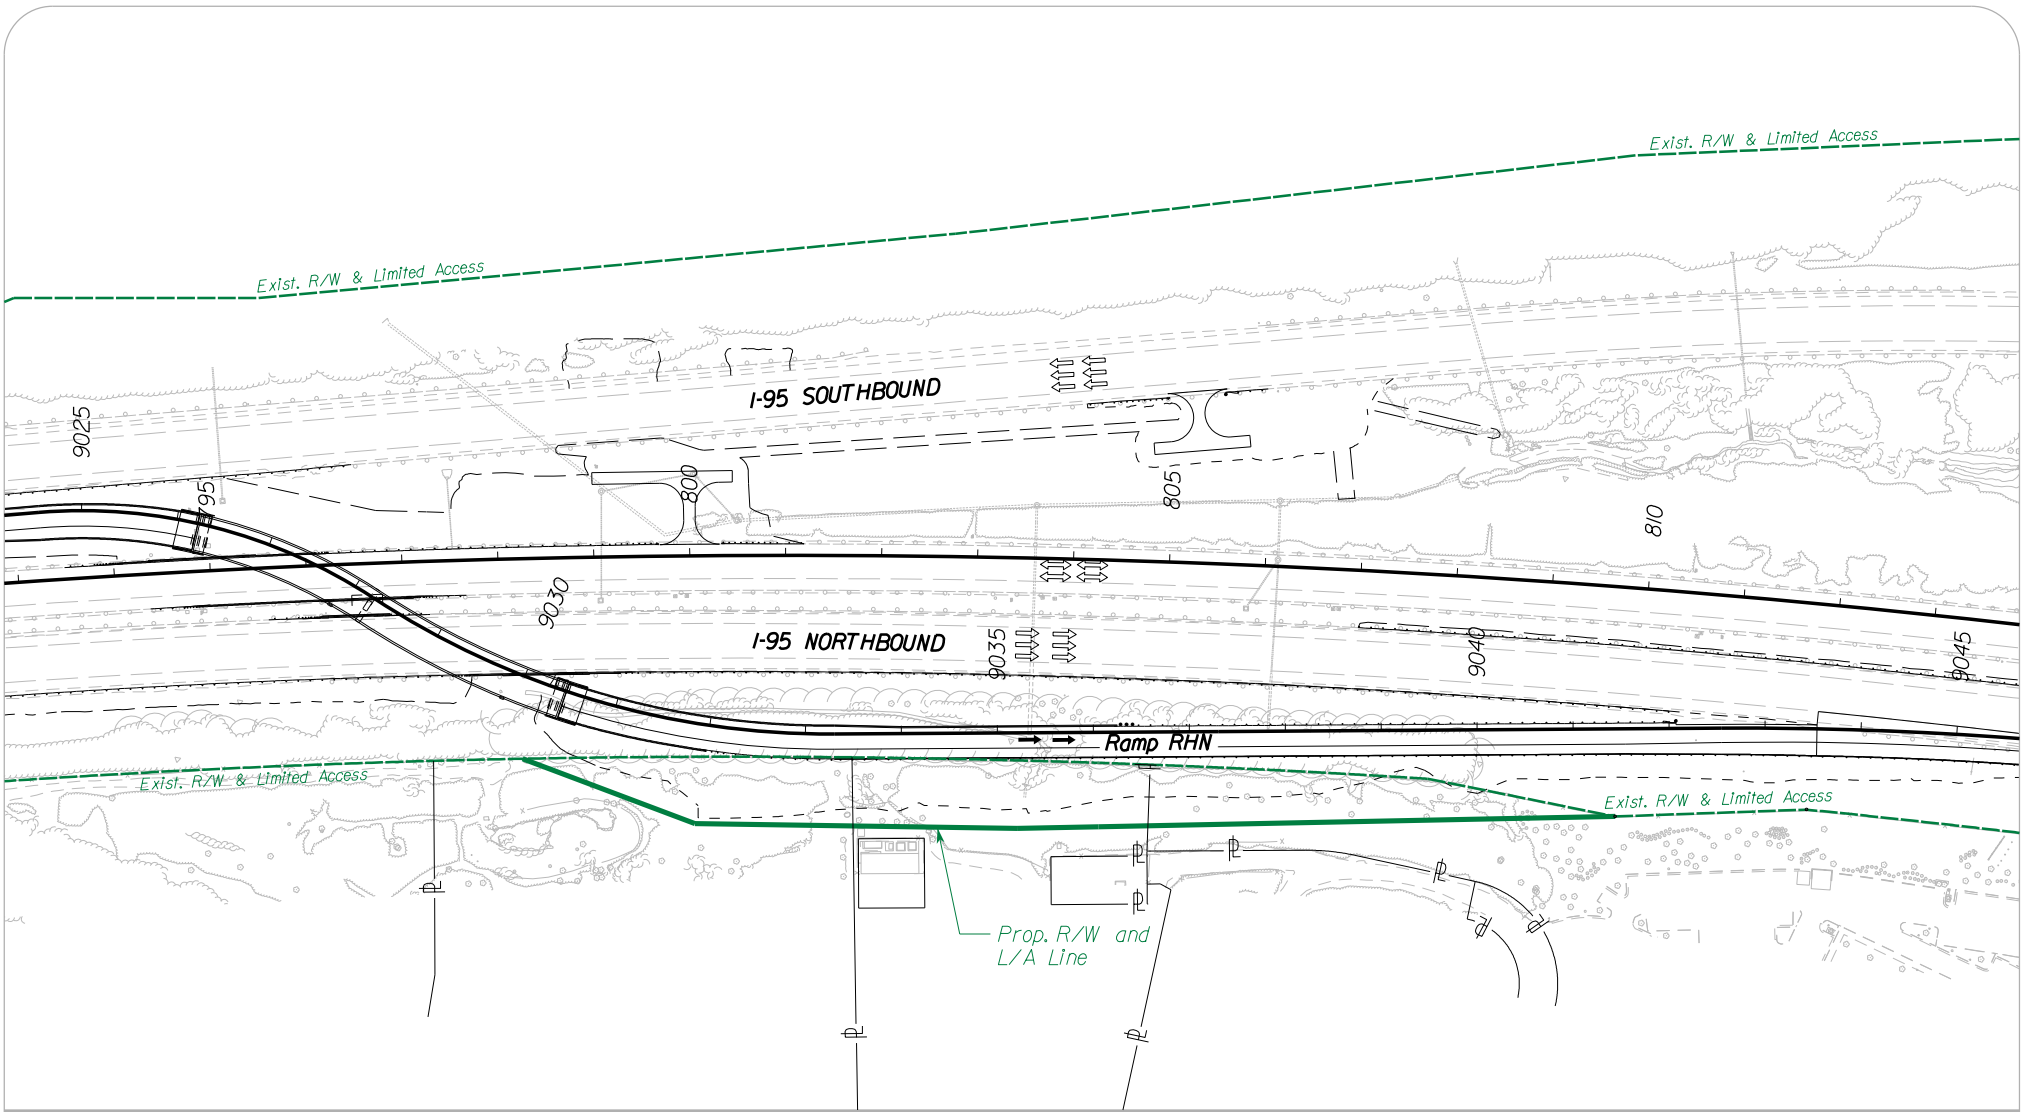 Exist. R/W & Limited Access
Exist. R/W & Limited Access
I-95 SOUTHBOUND
9025
795
800
805
810
9030
I-95 NORTHBOUND
9035
9040
9045
Ramp RHN
Exist. R/W & Limited Access
Exist. R/W & Limited Access
Prop. R/W and
L/A Line